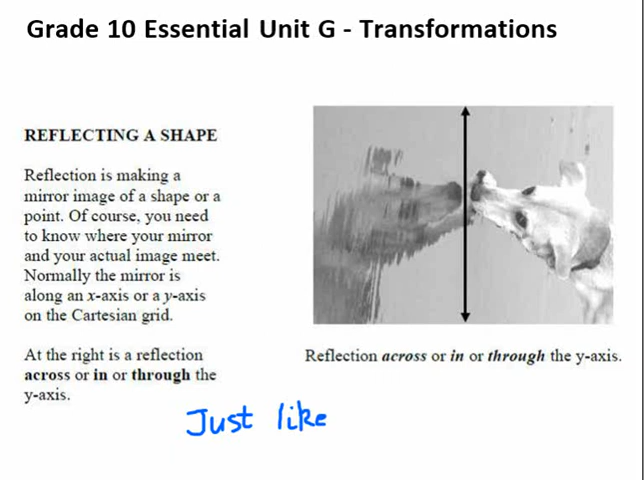 Grade 10 Essential Unit G - Transformations
REFLECTING A SHAPE
Reflection is making a
mirror image of a shape or a
point. Of course, you need
to know where your mirror
and your actual image meet.
Normally the mirror is
along an x-axis or a y-axis
on the Cartesian grid.
At the right is a reflection
across or in or through the
y-axis.
Reflection across or in or through the y-axis.
Just like